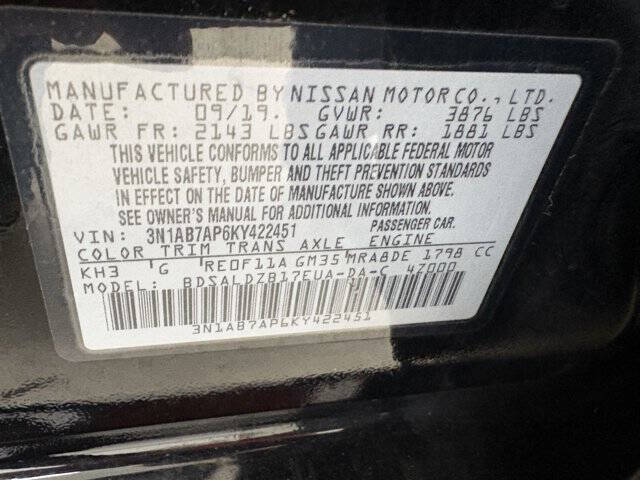 MANUFACTURED BY NISSAN MOTOR CO., LTD.
DATE: 09/19. GVWR: 3876 LBS
GAWR FR: 2143 LBS GAWR RR: 1881 LBS
THIS VEHICLE CONFORMS TO ALL APPLICABLE FEDERAL MOTOR
VEHICLE SAFETY, BUMPER AND THEFT PREVENTION STANDARDS
IN EFFECT ON THE DATE OF MANUFACTURE SHOWN ABOVE.
SEE OWNER'S MANUAL FOR ADDITIONAL INFORMATION.
VIN: 3N1AB7AP6KY422451 PASSENGER CAR.
COLOR TRIM TRANS AXLE ENGINE
KH3 G RE0F11A GM35 MRA8DE 1798 CC
MODEL: BDSALDZB17EUA-DA-C 4Z000
3N1AB7AP6KY422451